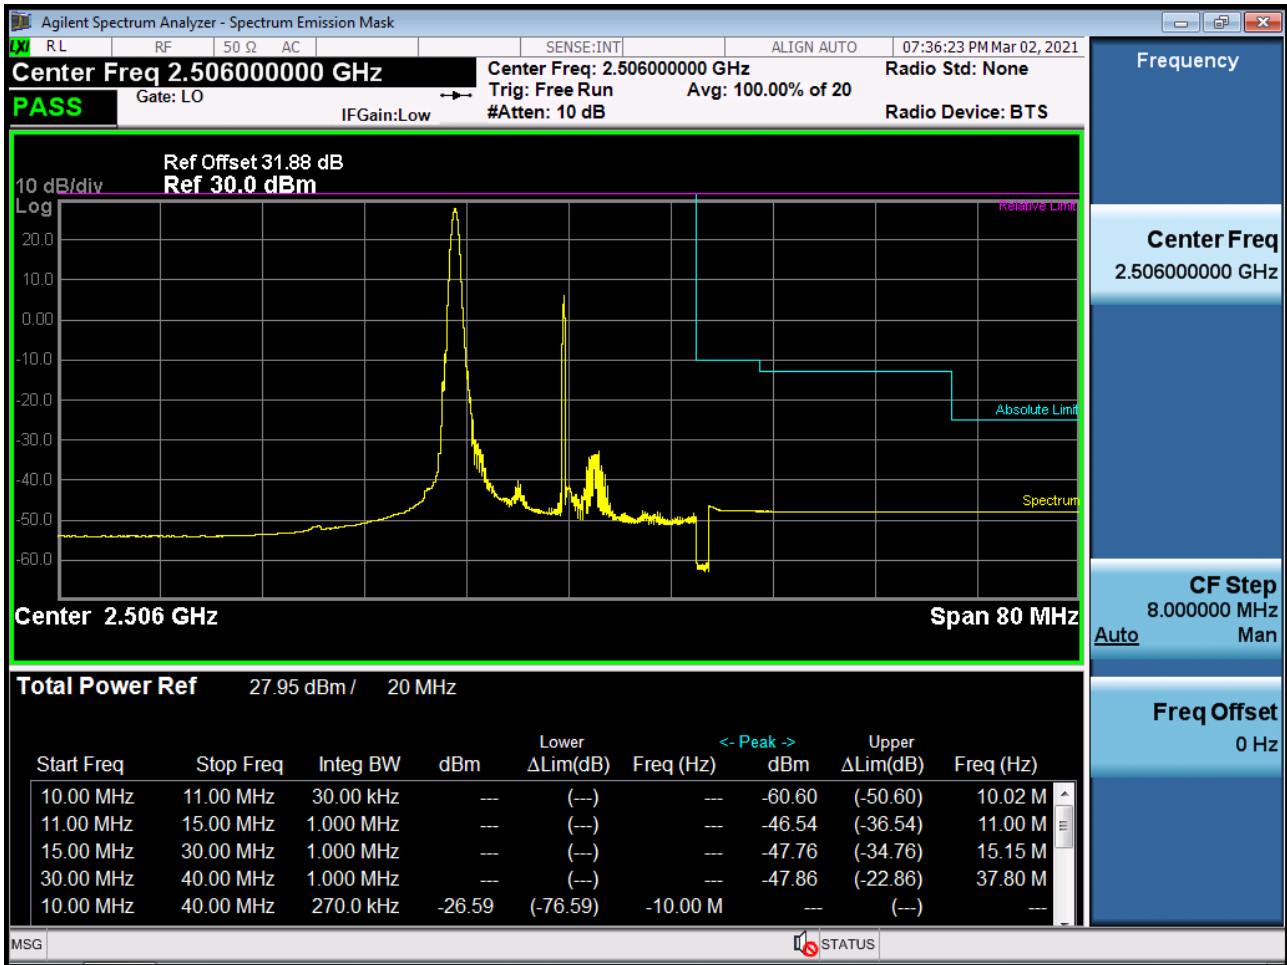 Agilent Spectrum Analyzer - Spectrum Emission Mask
LXI RL RF 50 Ω AC SENSE:INT ALIGN AUTO 07:36:23 PM Mar 02, 2021
Center Freq 2.506000000 GHz
Center Freq: 2.506000000 GHz
Radio Std: None
PASS
Gate: LO
IFGain:Low
Trig: Free Run
Avg: 100.00% of 20
#Atten: 10 dB
Radio Device: BTS
Ref Offset 31.88 dB
10 dB/div
Ref 30.0 dBm
Log
Relative Limit
20.0
10.0
0.00
-10.0
-20.0
Absolute Limit
-30.0
-40.0
Spectrum
-50.0
-60.0
Center 2.506 GHz
Span 80 MHz
Total Power Ref 27.95 dBm / 20 MHz
Lower <- Peak -> Upper
Start Freq Stop Freq Integ BW dBm ΔLim(dB) Freq (Hz) dBm ΔLim(dB) Freq (Hz)
10.00 MHz 11.00 MHz 30.00 kHz --- (---) --- -60.60 (-50.60) 10.02 M
11.00 MHz 15.00 MHz 1.000 MHz --- (---) --- -46.54 (-36.54) 11.00 M
15.00 MHz 30.00 MHz 1.000 MHz --- (---) --- -47.76 (-34.76) 15.15 M
30.00 MHz 40.00 MHz 1.000 MHz --- (---) --- -47.86 (-22.86) 37.80 M
10.00 MHz 40.00 MHz 270.0 kHz -26.59 (-76.59) -10.00 M --- (---) ---
MSG
STATUS
Frequency
Center Freq
2.506000000 GHz
CF Step
8.000000 MHz
Auto Man
Freq Offset
0 Hz